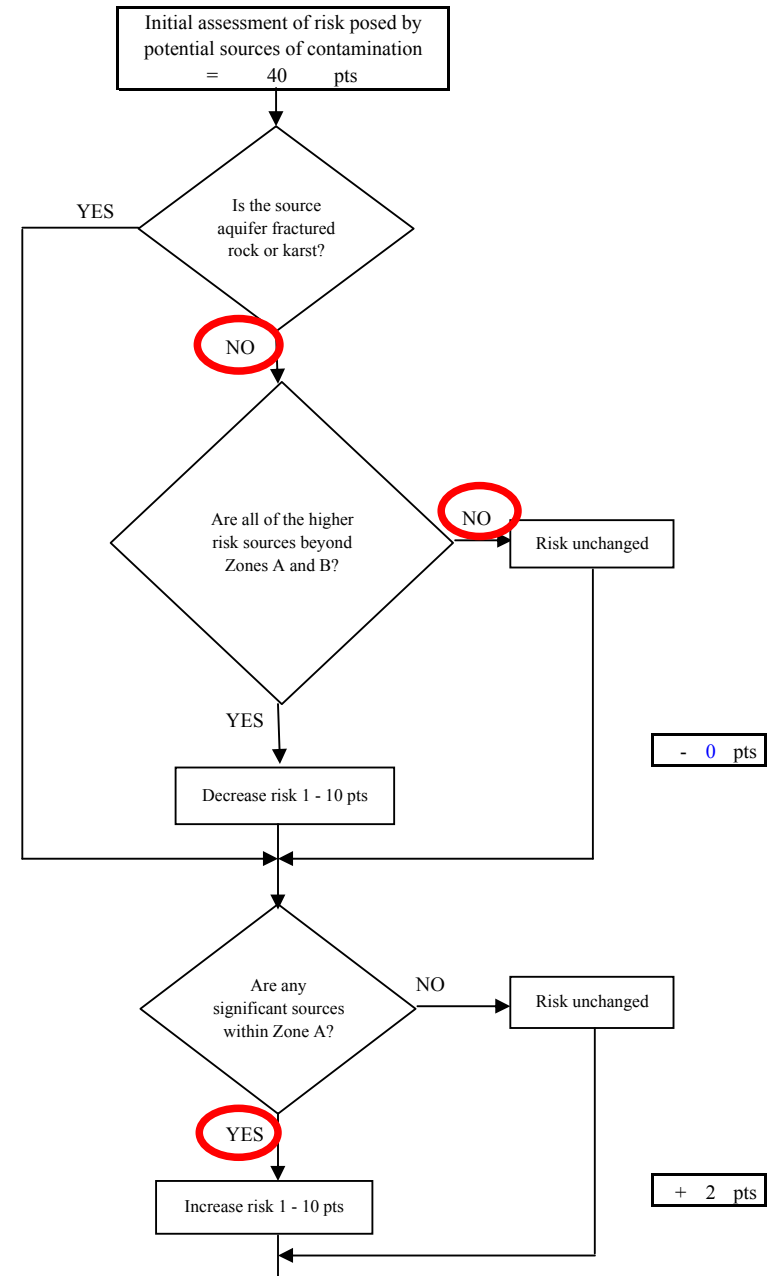 Initial assessment of risk posed by
potential sources of contamination
= 40 pts
YES
Is the source
aquifer fractured
rock or karst?
NO
Are all of the higher
risk sources beyond
Zones A and B?
NO
Risk unchanged
YES
- 0 pts
Decrease risk 1 - 10 pts
Are any
significant sources
within Zone A?
NO
Risk unchanged
YES
+ 2 pts
Increase risk 1 - 10 pts